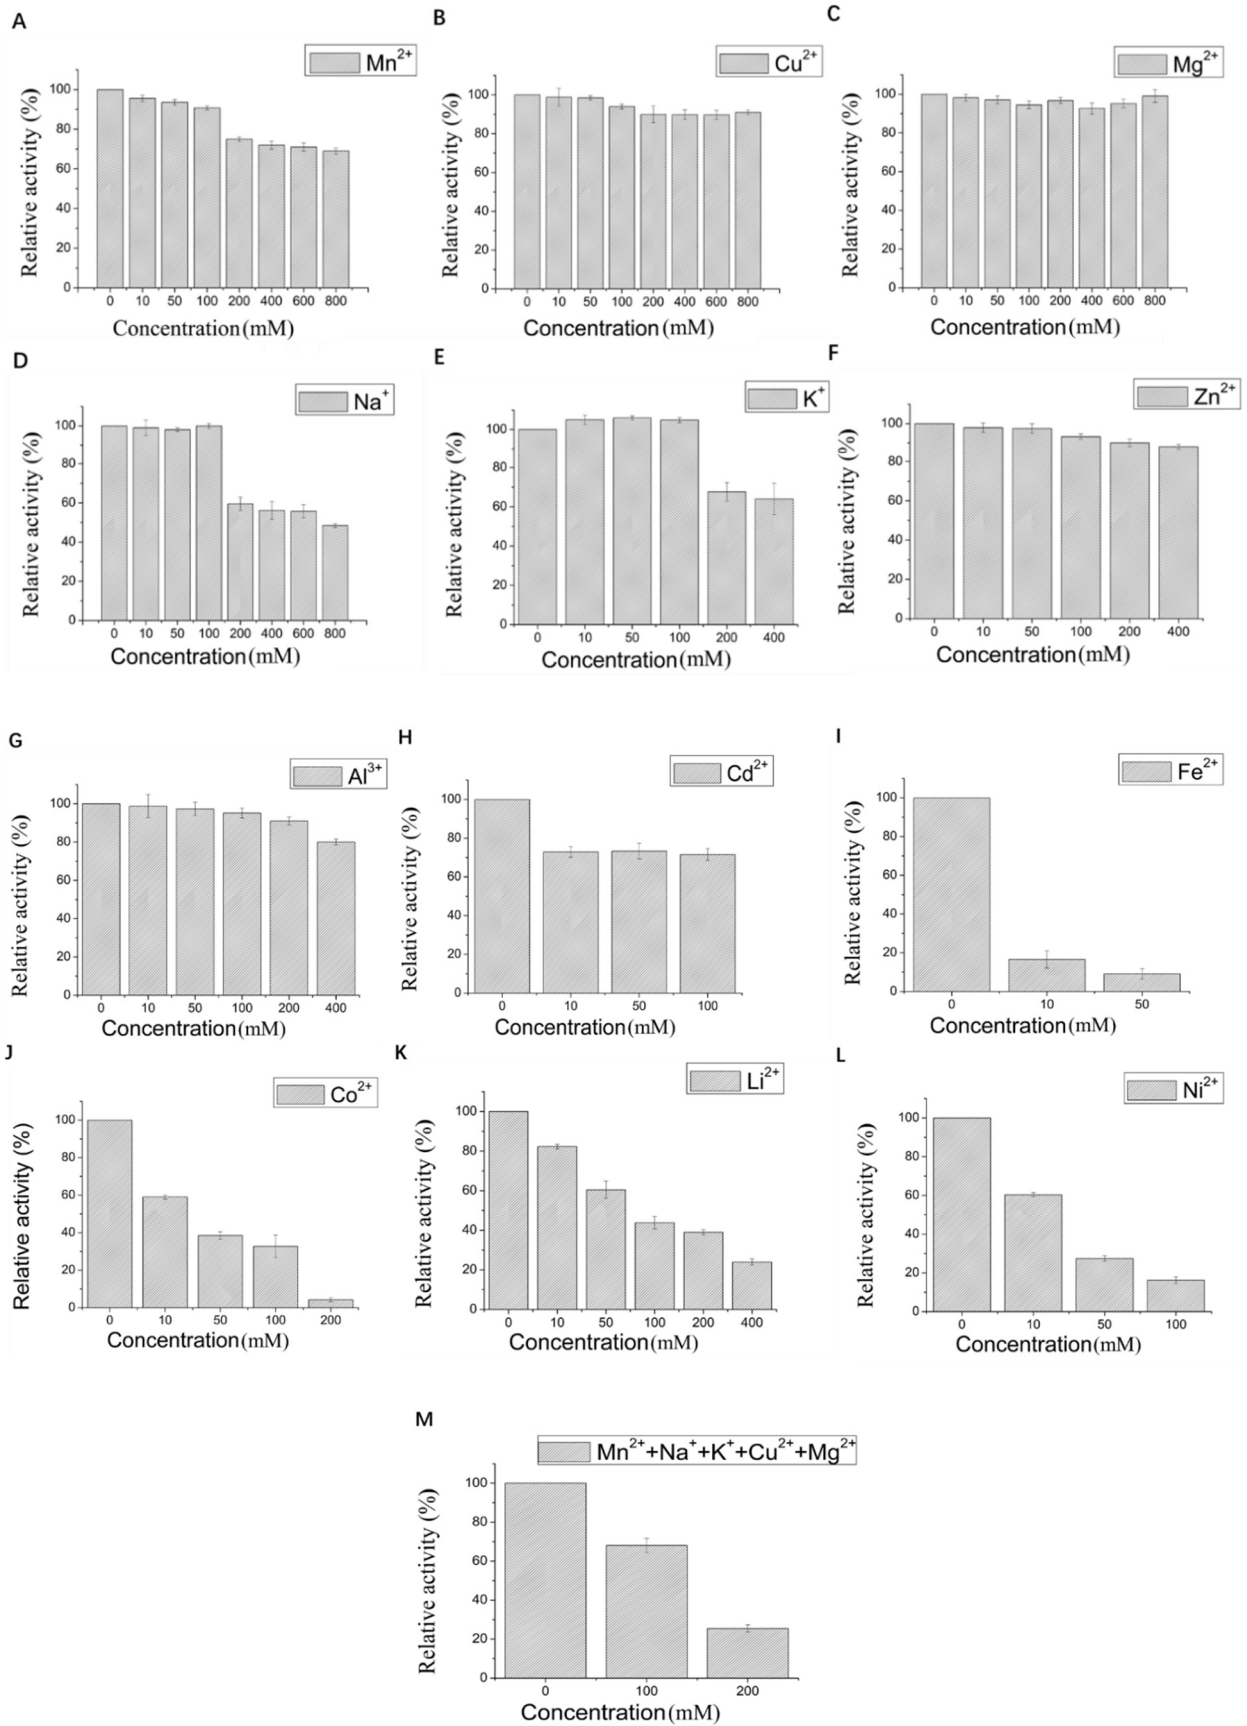 A
Mn2+
Relative activity (%)
100
80
60
40
20
0
0 10 50 100 200 400 600 800
Concentration(mM)
B
Cu2+
Relative activity (%)
100
80
60
40
20
0
0 10 50 100 200 400 600 800
Concentration(mM)
C
Mg2+
Relative activity (%)
100
80
60
40
20
0
0 10 50 100 200 400 600 800
Concentration(mM)
D
Na+
Relative activity (%)
100
80
60
40
20
0
0 10 50 100 200 400 600 800
Concentration(mM)
E
K+
Relative activity (%)
100
80
60
40
20
0
0 10 50 100 200 400
Concentration(mM)
F
Zn2+
Relative activity (%)
100
80
60
40
20
0
0 10 50 100 200 400
Concentration(mM)
G
Al3+
Relative activity (%)
100
80
60
40
20
0
0 10 50 100 200 400
Concentration(mM)
H
Cd2+
Relative activity (%)
100
80
60
40
20
0
0 10 50 100
Concentration(mM)
I
Fe2+
Relative activity (%)
100
80
60
40
20
0
0 10 50
Concentration(mM)
J
Co2+
Relative activity (%)
100
80
60
40
20
0
0 10 50 100 200
Concentration(mM)
K
Li2+
Relative activity (%)
100
80
60
40
20
0
0 10 50 100 200 400
Concentration(mM)
L
Ni2+
Relative activity (%)
100
80
60
40
20
0
0 10 50 100
Concentration(mM)
M
Mn2++Na++K++Cu2++Mg2+
Relative activity (%)
100
80
60
40
20
0
0 100 200
Concentration(mM)